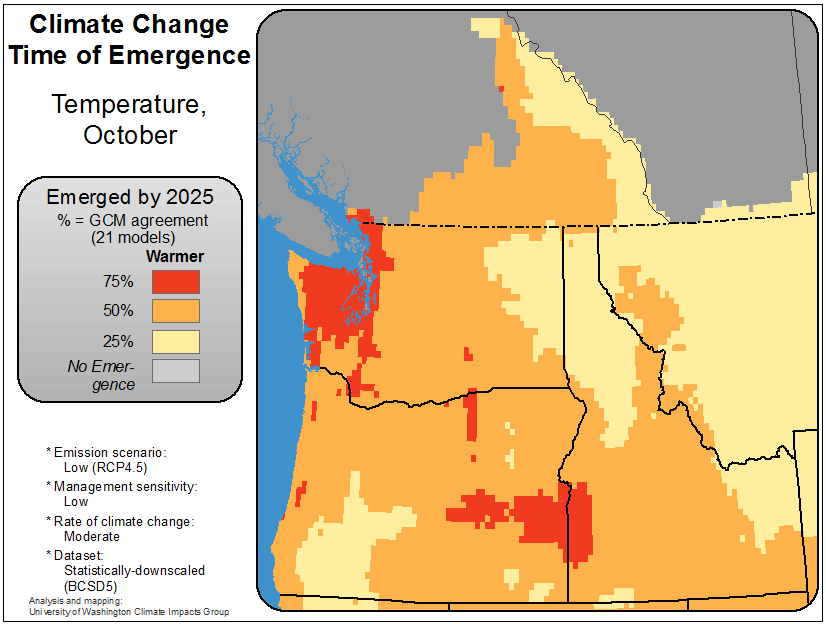 Climate Change
Time of Emergence
Temperature,
October
Emerged by 2025
% = GCM agreement
(21 models)
Warmer
75%
50%
25%
No Emer-
gence
* Emission scenario:
Low (RCP4.5)
* Management sensitivity:
Low
* Rate of climate change:
Moderate
* Dataset:
Statistically-downscaled
(BCSD5)
Analysis and mapping:
University of Washington Climate Impacts Group